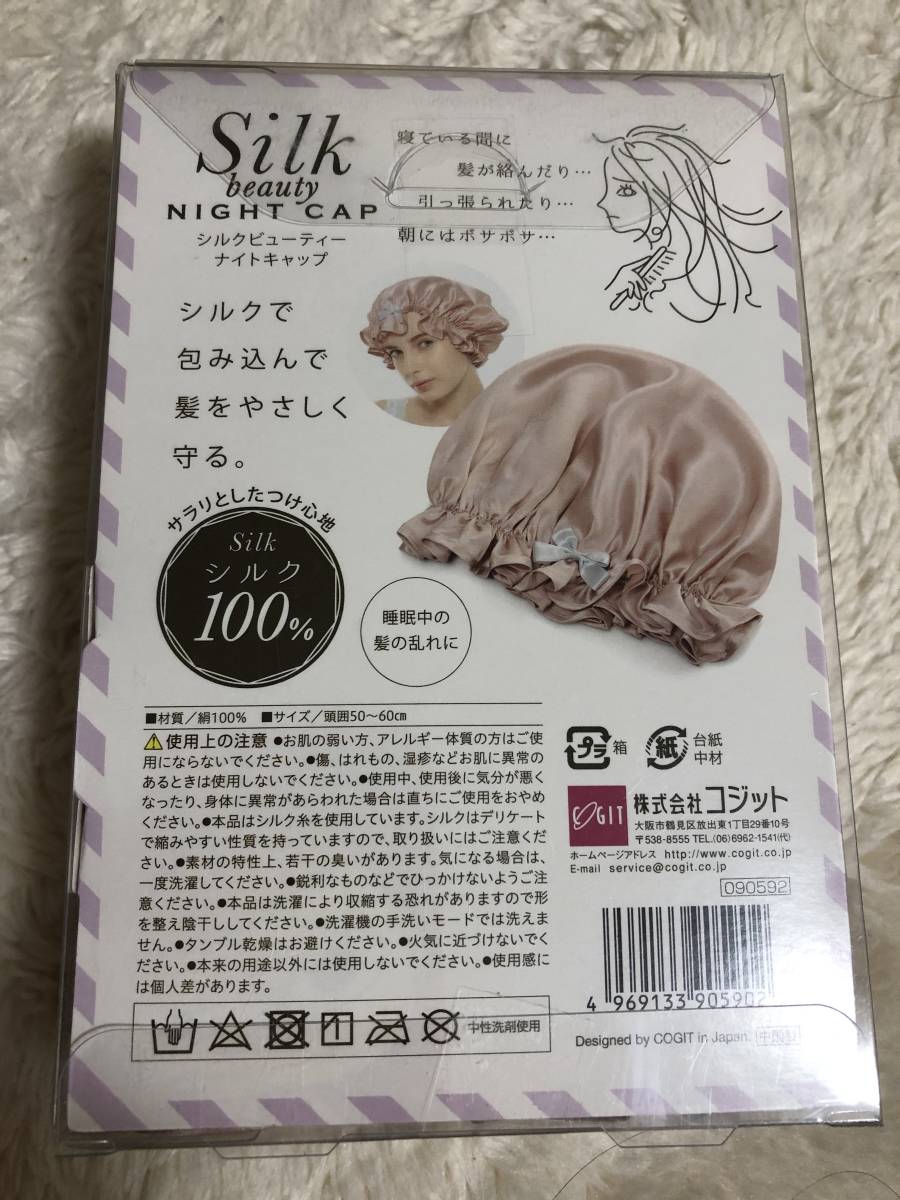 Silk
beauty
NIGHT CAP
シルクビューティー
ナイトキャップ
寝ている間に
髪が絡んだり…
引っ張られたり…
朝にはボサボサ…
シルクで
包み込んで
髪をやさしく
守る。
サラリとしたつけ心地
Silk
シルク
100%
睡眠中の
髪の乱れに
■材質／絹100% ■サイズ／頭囲50〜60㎝
⚠使用上の注意 ●お肌の弱い方、アレルギー体質の方はご使
用にならないでください。●傷、はれもの、湿疹などお肌に異常の
あるときは使用しないでください。●使用中、使用後に気分が悪く
なったり、身体に異常があらわれた場合は直ちにご使用をおやめ
ください。●本品はシルク糸を使用しています。シルクはデリケート
で縮みやすい性質を持っていますので、取り扱いにはご注意くださ
い。●素材の特性上、若干の臭いがあります。気になる場合は、
一度洗濯してください。●鋭利なものなどでひっかけないようご注
意ください。●本品は洗濯により収縮する恐れがありますので形
を整え陰干ししてください。●洗濯機の手洗いモードでは洗えま
せん。●タンブル乾燥はお避けください。●火気に近づけないでく
ださい。●本来の用途以外には使用しないでください。●使用感に
は個人差があります。
中性洗剤使用
プラ 箱
紙 台紙
中材
COGIT 株式会社コジット
大阪市鶴見区放出東1丁目29番10号
〒538-8555 TEL.(06)6962-1541(代)
ホームページアドレス http://www.cogit.co.jp
E-mail service@cogit.co.jp
090592
4 969133 905902
Designed by COGIT in Japan. 中国製